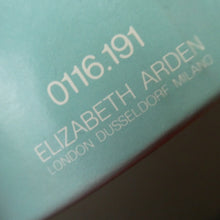 0116.191
ELIZABETH ARDEN
LONDON DUSSELDORF MILANO